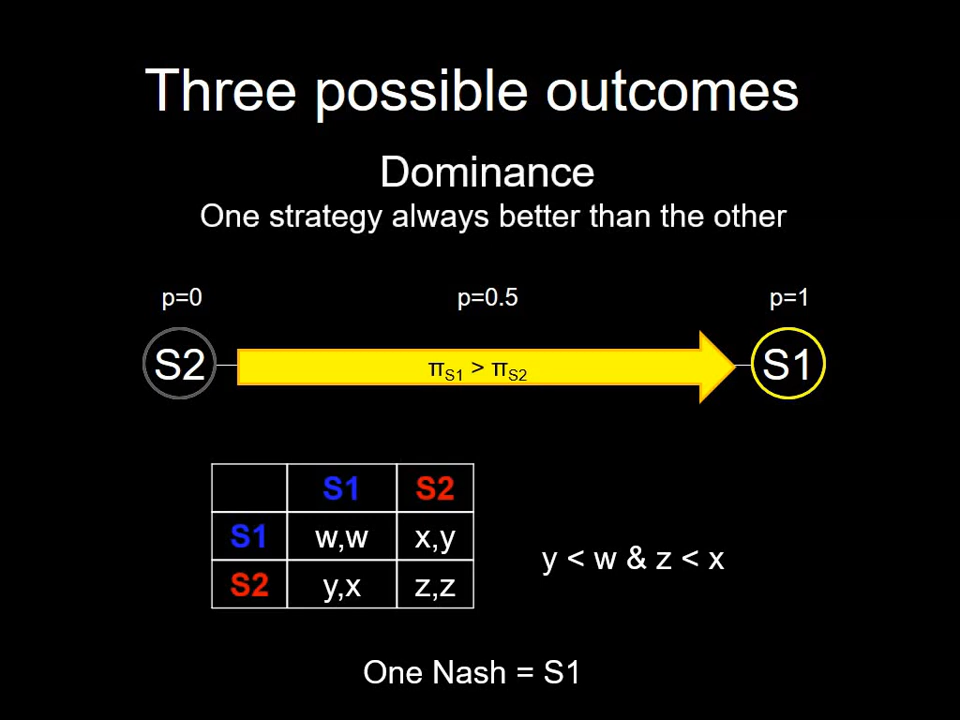 Three possible outcomes
Dominance
One strategy always better than the other
p=0 p=0.5 p=1
S2 πS1 > πS2 S1
S1 S2
S1 w,w x,y
S2 y,x z,z
y < w & z < x
One Nash = S1